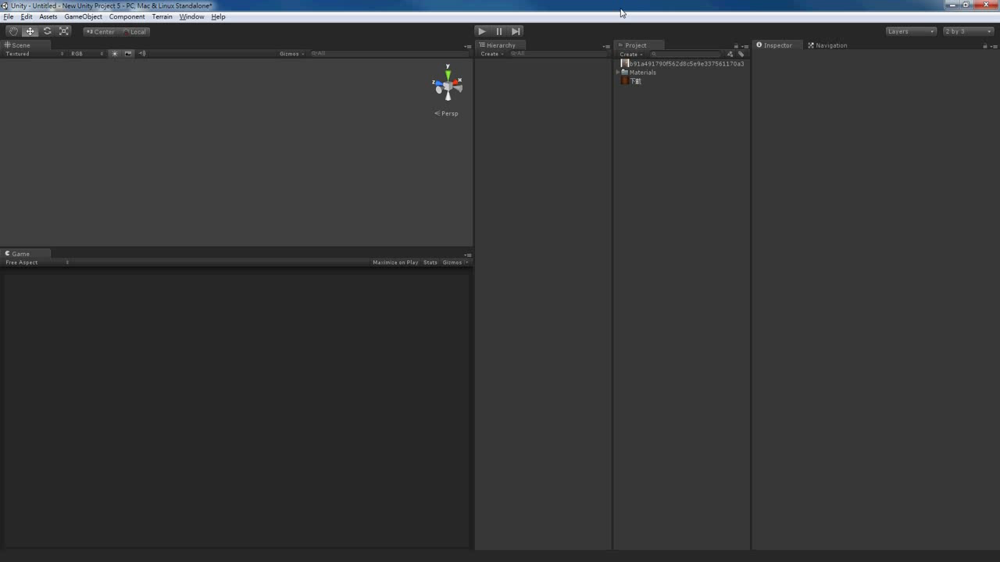 Unity - Untitled - New Unity Project 5 - PC, Mac & Linux Standalone*
File Edit Assets GameObject Component Terrain Window Help
Center Local Layers 2 by 3
Scene
Textured RGB Gizmos All
y
z x
Persp
Game
Free Aspect Maximize on Play Stats Gizmos
Hierarchy
Create All
Project
Create
b91a491790f562d8c5e9e337561170a3
Materials
下載
Inspector Navigation